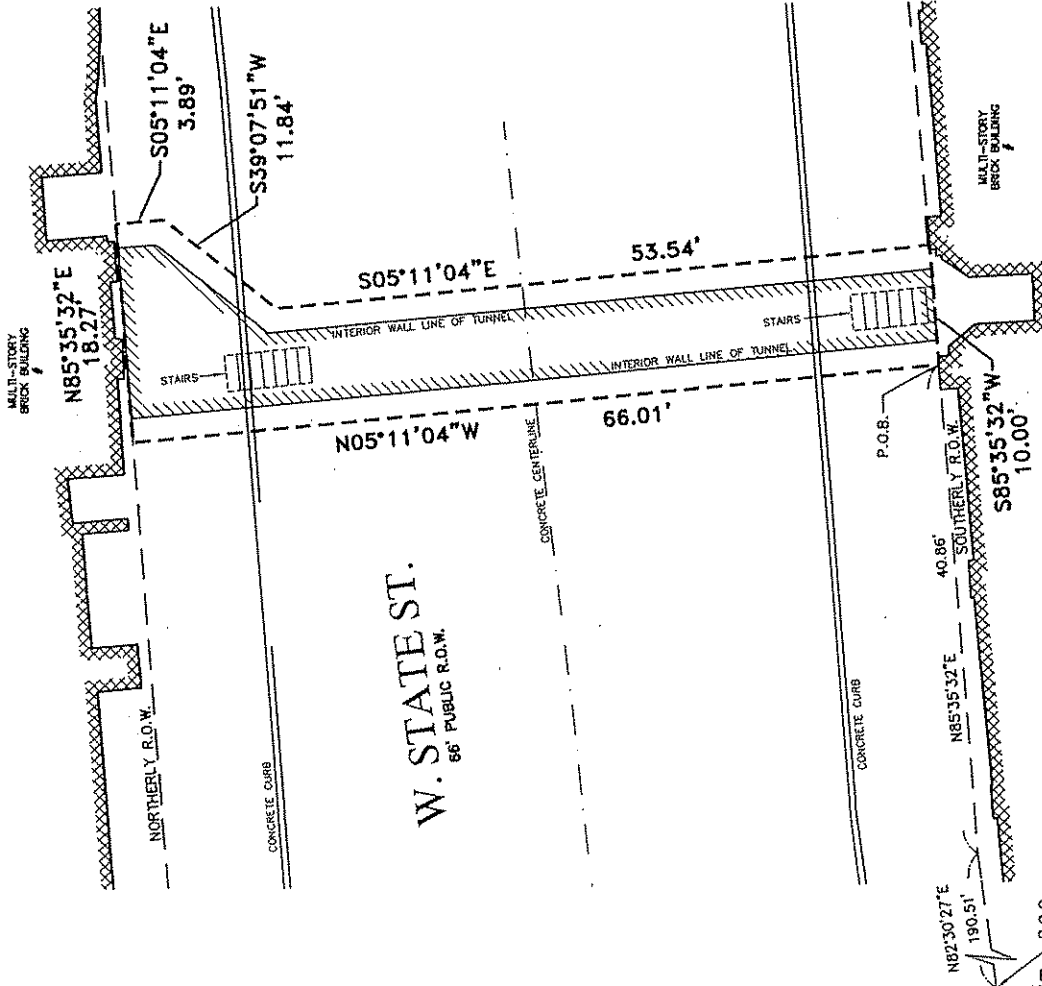 MULTI-STORY
BRICK BUILDING
N85°35'32"E
18.27'
S05°11'04"E
3.89'
S39°07'51"W
11.84'
NORTHERLY R.O.W.
CONCRETE CURB
STAIRS
INTERIOR WALL LINE OF TUNNEL
S05°11'04"E
53.54'
STAIRS
INTERIOR WALL LINE OF TUNNEL
N05°11'04"W
66.01'
CONCRETE CENTERLINE
W. STATE ST.
66' PUBLIC R.O.W.
CONCRETE CURB
P.O.B.
S85°35'32"W
10.00'
MULTI-STORY
BRICK BUILDING
40.86'
SOUTHERLY R.O.W.
N85°35'32"E
N82°30'27"E
190.51'